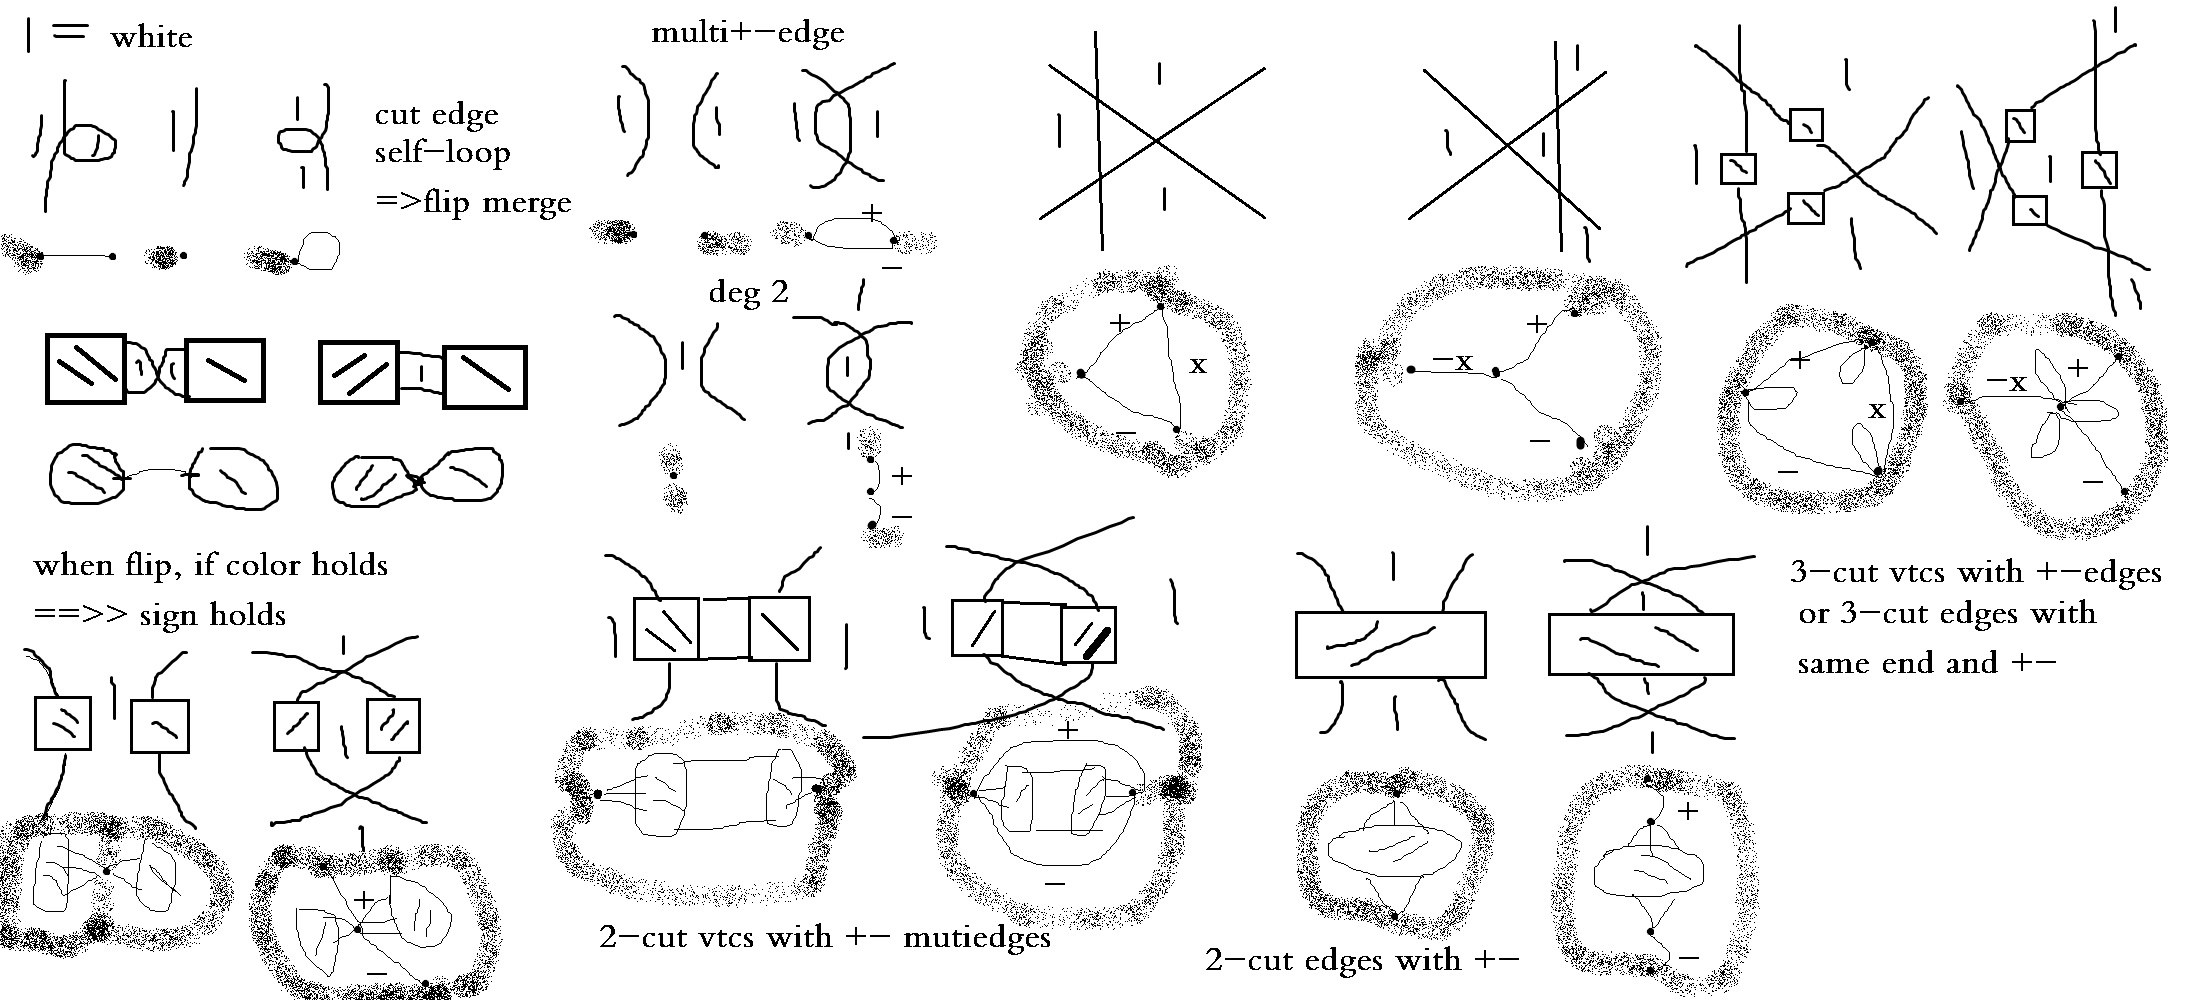 | = white
multi+-edge
cut edge
self-loop
=>flip merge
+
-
deg 2
+
-
+
x
-
+
-x
-
+
x
-
+
-x
-
when flip, if color holds
==>> sign holds
3-cut vtcs with +-edges
or 3-cut edges with
same end and +-
+
-
+
-
+
-
2-cut vtcs with +- mutiedges
2-cut edges with +-